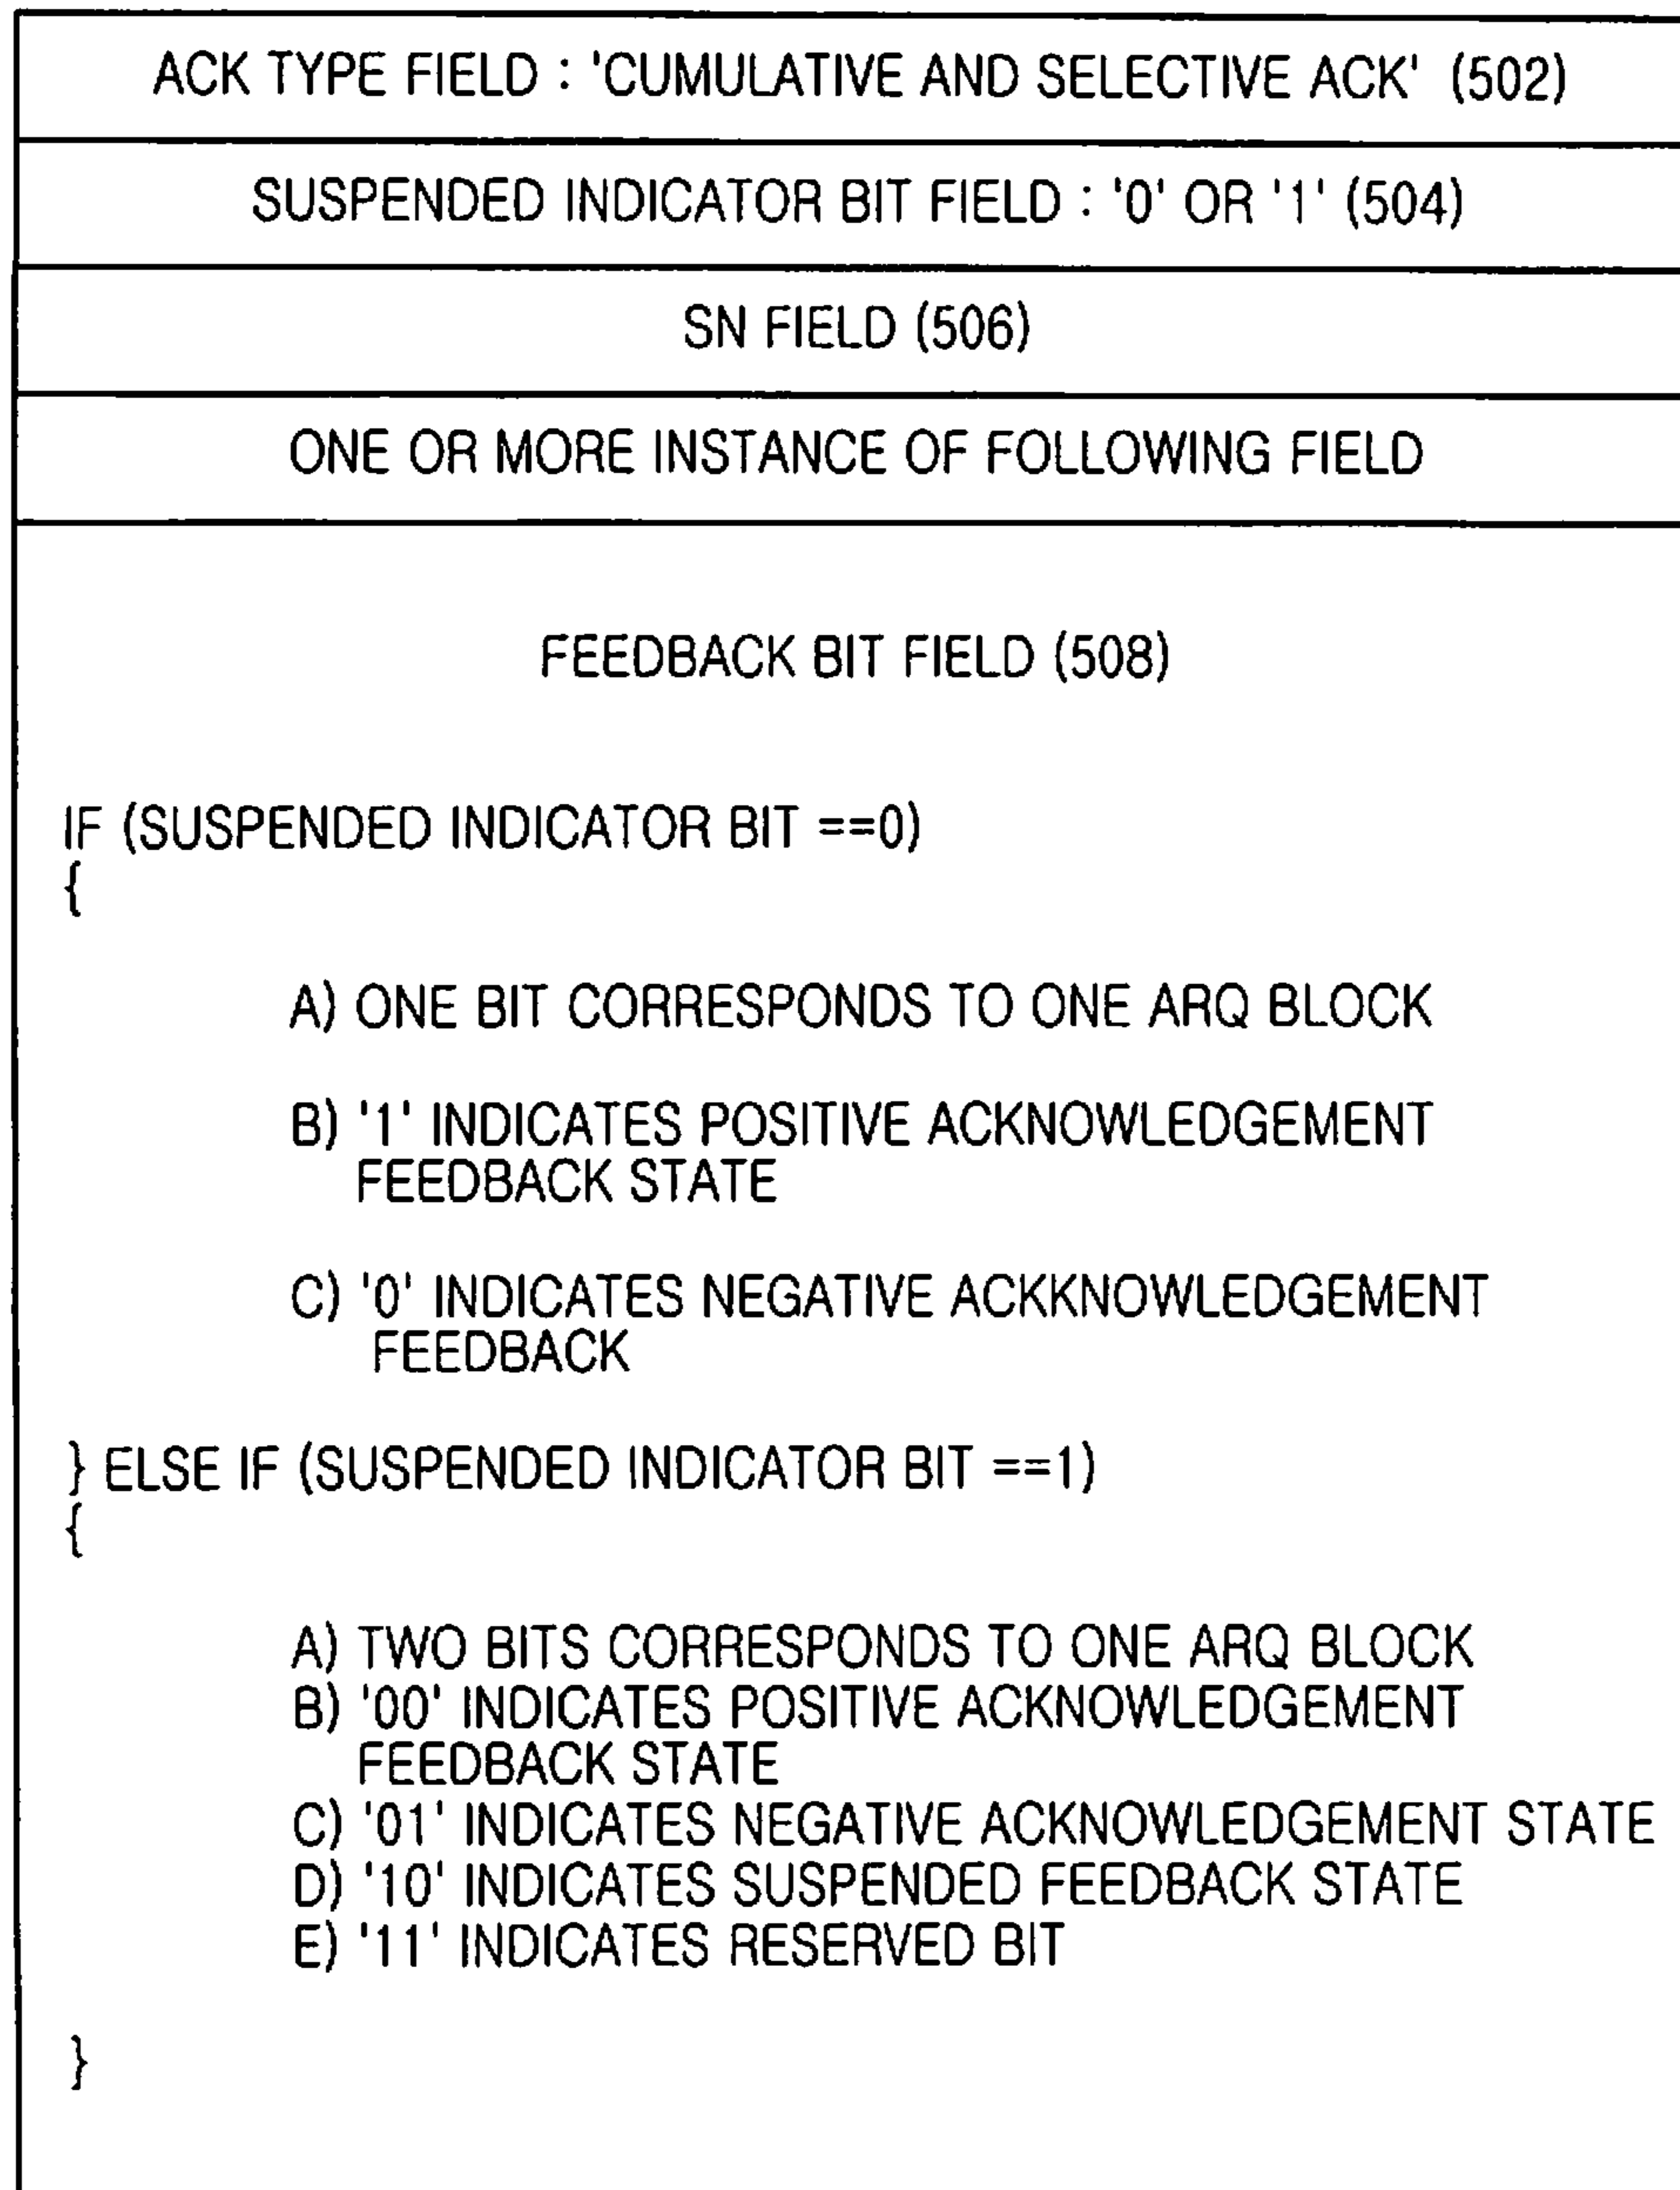 ACK TYPE FIELD : 'CUMULATIVE AND SELECTIVE ACK' (502)
SUSPENDED INDICATOR BIT FIELD : '0' OR '1' (504)
SN FIELD (506)
ONE OR MORE INSTANCE OF FOLLOWING FIELD
FEEDBACK BIT FIELD (508)
IF (SUSPENDED INDICATOR BIT ==0)
{
A) ONE BIT CORRESPONDS TO ONE ARQ BLOCK
B) '1' INDICATES POSITIVE ACKNOWLEDGEMENT
FEEDBACK STATE
C) '0' INDICATES NEGATIVE ACKKNOWLEDGEMENT
FEEDBACK
} ELSE IF (SUSPENDED INDICATOR BIT ==1)
{
A) TWO BITS CORRESPONDS TO ONE ARQ BLOCK
B) '00' INDICATES POSITIVE ACKNOWLEDGEMENT
FEEDBACK STATE
C) '01' INDICATES NEGATIVE ACKNOWLEDGEMENT STATE
D) '10' INDICATES SUSPENDED FEEDBACK STATE
E) '11' INDICATES RESERVED BIT
}